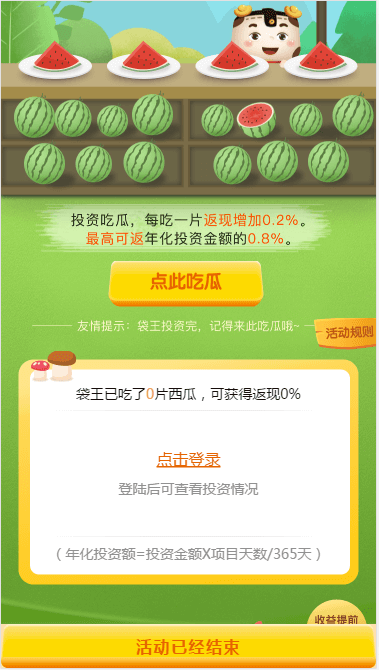 投资吃瓜，每吃一片返现增加0.2%。
最高可返年化投资金额的0.8%。
点此吃瓜
友情提示：袋王投资完，记得来此吃瓜哦~
活动规则
袋王已吃了0片西瓜，可获得返现0%
点击登录
登陆后可查看投资情况
（年化投资额=投资金额X项目天数/365天）
收益提前
活动已经结束